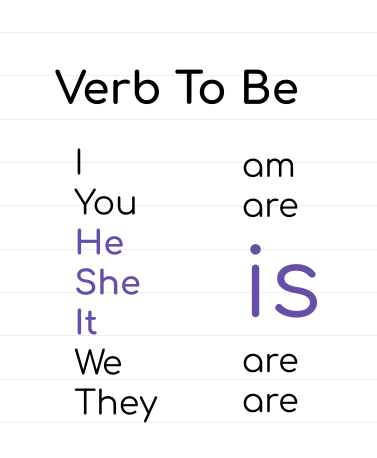 Verb To Be
I am
You are
He
She is
It
We are
They are